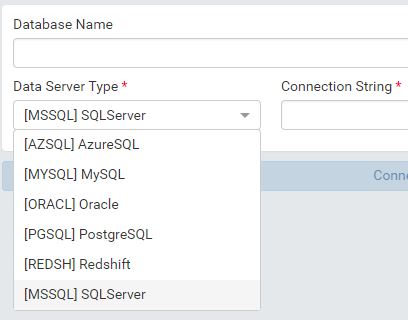 Database Name
Data Server Type * Connection String *
[MSSQL] SQLServer
[AZSQL] AzureSQL
[MYSQL] MySQL
[ORACL] Oracle
[PGSQL] PostgreSQL
[REDSH] Redshift
[MSSQL] SQLServer